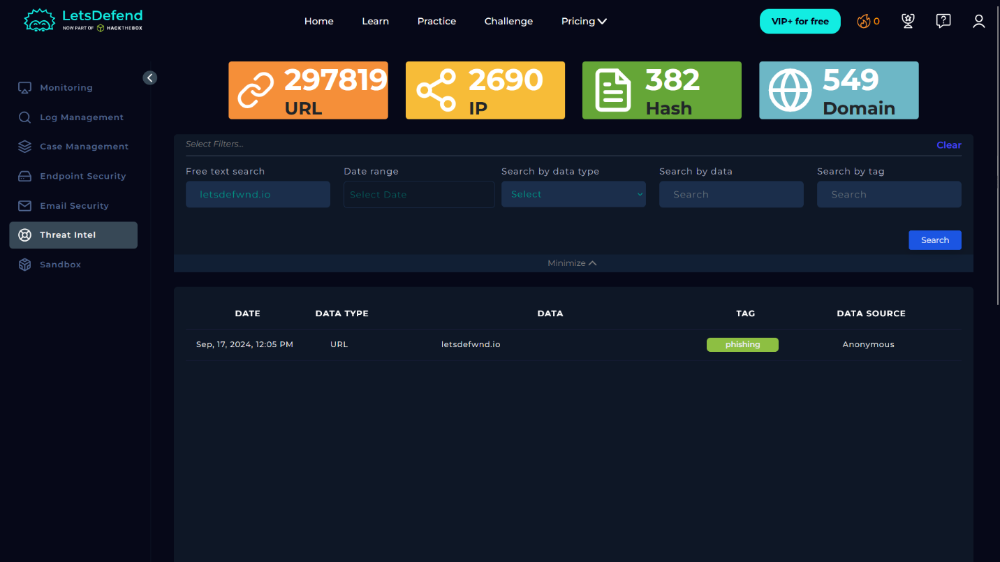 LetsDefend
NOW PART OF HACKTHEBOX
Home Learn Practice Challenge Pricing
VIP+ for free
0
Monitoring
Log Management
Case Management
Endpoint Security
Email Security
Threat Intel
Sandbox
297819
URL
2690
IP
382
Hash
549
Domain
Select Filters...
Clear
Free text search Date range Search by data type Search by data Search by tag
letsdefwnd.io Select Date Select Search Search
Search
Minimize
DATE DATA TYPE DATA TAG DATA SOURCE
Sep, 17, 2024, 12:05 PM URL letsdefwnd.io phishing Anonymous